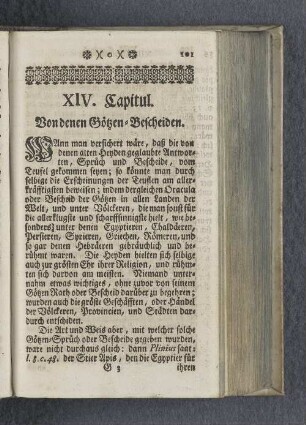 ❀ X o X ❀ 101
XIV. Capitul.
Von denen Götzen-Bescheiden.
WAnn man versichert wäre, daß die von
denen alten Heyden geglaubte Antwor-
ten, Sprüch und Bescheide, vom
Teufel gekommen seyen; so könnte man durch
selbige die Erscheinungen der Teuflen am aller-
kräfftigsten beweisen; indem dergleichen Oracula
oder Bescheid der Götzen in allen Landen der
Welt, und unter Völckern, die man sonst für
die allerklugste und scharffsinnigste hielt, wie be-
sonders unter denen Egyptieren, Chaldäeren,
Persieren, Syrieren, Griechen, Römeren, und
so gar denen Hebräeren gebräuchlich und be-
rühmt waren. Die Heyden hielten sich selbige
auch zur größten Ehr ihrer Religion, und rühm-
ten sich darvon am meisten. Niemand unter-
nahm etwas wichtiges, ohne zuvor von seinem
Götzen Rath oder Bescheid darüber zu begehren;
wurden auch die größte Geschäfften, oder Händel
der Völckeren, Provincien, und Städten dar-
durch entschieden.
Die Art und Weis aber, mit welcher solche
Götzen-Sprüch oder Bescheide gegeben wurden,
ware nicht durchaus gleich: dann Plinius sagt:
l. 8. c. 48. der Stier Apis, den die Egyptier für
G 3 ihren